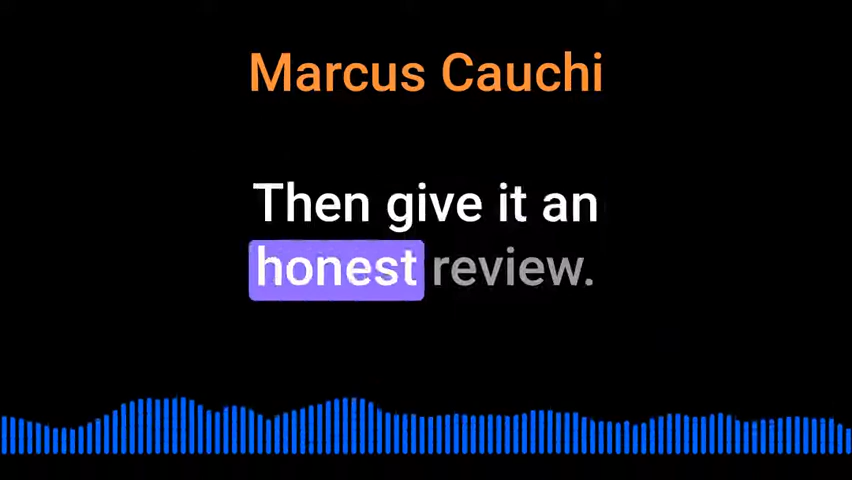 Marcus Cauchi
Then give it an
honest review.